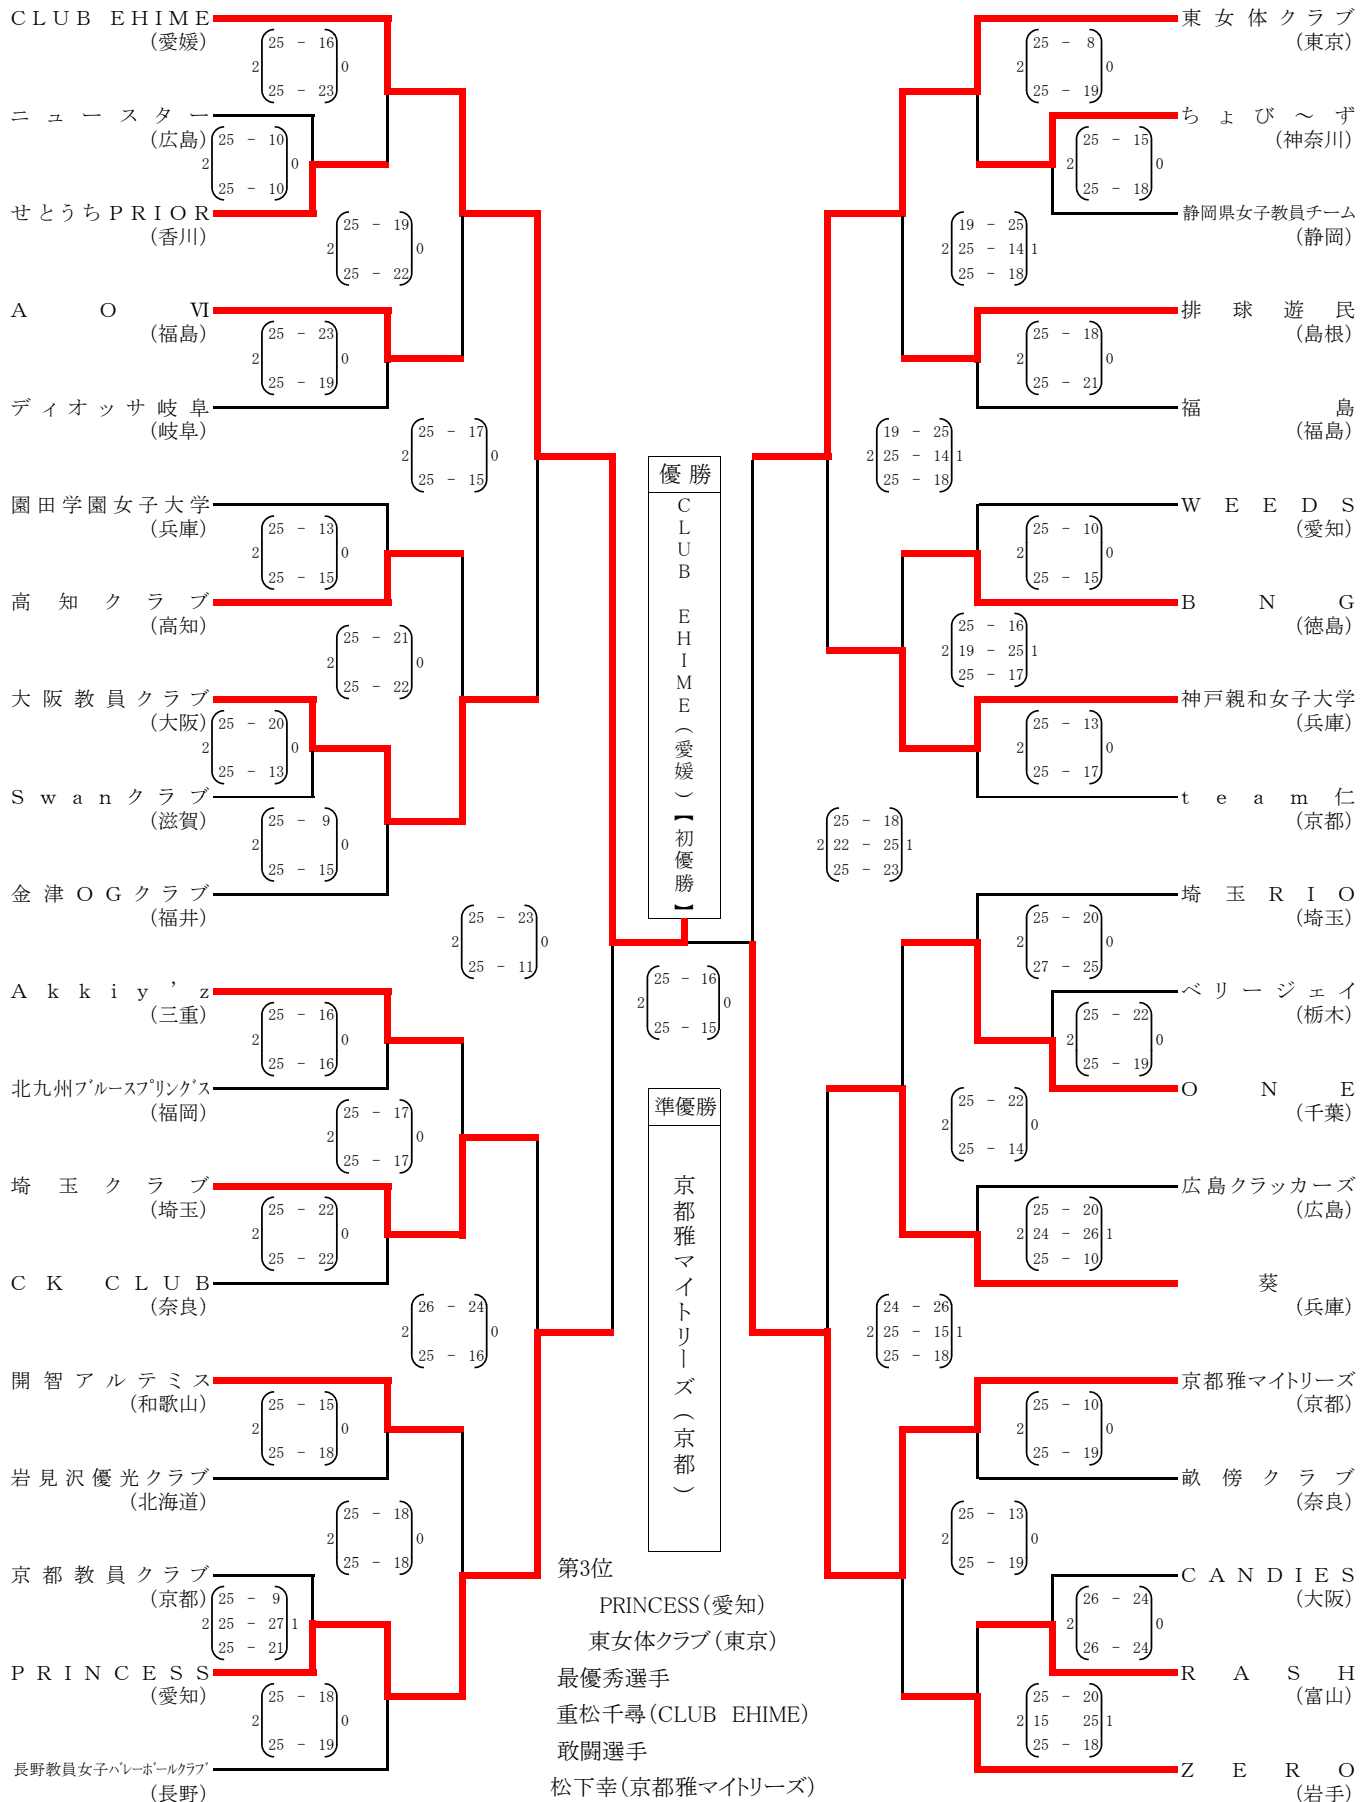 CLUB EHIME
(愛媛)
25 - 16
2 0
25 - 23
ニュースター
(広島)
25 - 10
2 0
25 - 10
せとうちPRIOR
(香川)
25 - 19
2 0
25 - 22
AOⅥ
(福島)
25 - 23
2 0
25 - 19
ディオッサ岐阜
(岐阜)
25 - 17
2 0
25 - 15
園田学園女子大学
(兵庫)
25 - 13
2 0
25 - 15
高知クラブ
(高知)
25 - 21
2 0
25 - 22
大阪教員クラブ
(大阪)
25 - 20
2 0
25 - 13
Swanクラブ
(滋賀)
25 - 9
2 0
25 - 15
金津OGクラブ
(福井)
25 - 23
2 0
25 - 11
Akkiy’z
(三重)
25 - 16
2 0
25 - 16
北九州ブルースプリングス
(福岡)
25 - 17
2 0
25 - 17
埼玉クラブ
(埼玉)
25 - 22
2 0
25 - 22
CK CLUB
(奈良)
26 - 24
2 0
25 - 16
開智アルテミス
(和歌山)
25 - 15
2 0
25 - 18
岩見沢優光クラブ
(北海道)
25 - 18
2 0
25 - 18
京都教員クラブ
(京都)
25 - 9
2 25 - 27 1
25 - 21
PRINCESS
(愛知)
25 - 18
2 0
25 - 19
長野教員女子バレーボールクラブ
(長野)
優勝
CLUB EHIME(愛媛)【初優勝】
25 - 16
2 0
25 - 15
準優勝
京都雅マイトリーズ(京都)
第3位
PRINCESS(愛知)
東女体クラブ(東京)
最優秀選手
重松千尋(CLUB EHIME)
敢闘選手
松下幸(京都雅マイトリーズ)
東女体クラブ
(東京)
25 - 8
2 0
25 - 19
ちょび~ず
(神奈川)
25 - 15
2 0
25 - 18
静岡県女子教員チーム
(静岡)
19 - 25
2 25 - 14 1
25 - 18
排球遊民
(島根)
25 - 18
2 0
25 - 21
福島
(福島)
19 - 25
2 25 - 14 1
25 - 18
WEEDS
(愛知)
25 - 10
2 0
25 - 15
BNG
(徳島)
25 - 16
2 19 - 25 1
25 - 17
神戸親和女子大学
(兵庫)
25 - 13
2 0
25 - 17
team仁
(京都)
25 - 18
2 22 - 25 1
25 - 23
埼玉RIO
(埼玉)
25 - 20
2 0
27 - 25
ベリージェイ
(栃木)
25 - 22
2 0
25 - 19
ONE
(千葉)
25 - 22
2 0
25 - 14
広島クラッカーズ
(広島)
25 - 20
2 24 - 26 1
25 - 10
葵
(兵庫)
24 - 26
2 25 - 15 1
25 - 18
京都雅マイトリーズ
(京都)
25 - 10
2 0
25 - 19
畝傍クラブ
(奈良)
25 - 13
2 0
25 - 19
CANDIES
(大阪)
26 - 24
2 0
26 - 24
RASH
(富山)
25 - 20
2 15 25 1
25 - 18
ZERO
(岩手)